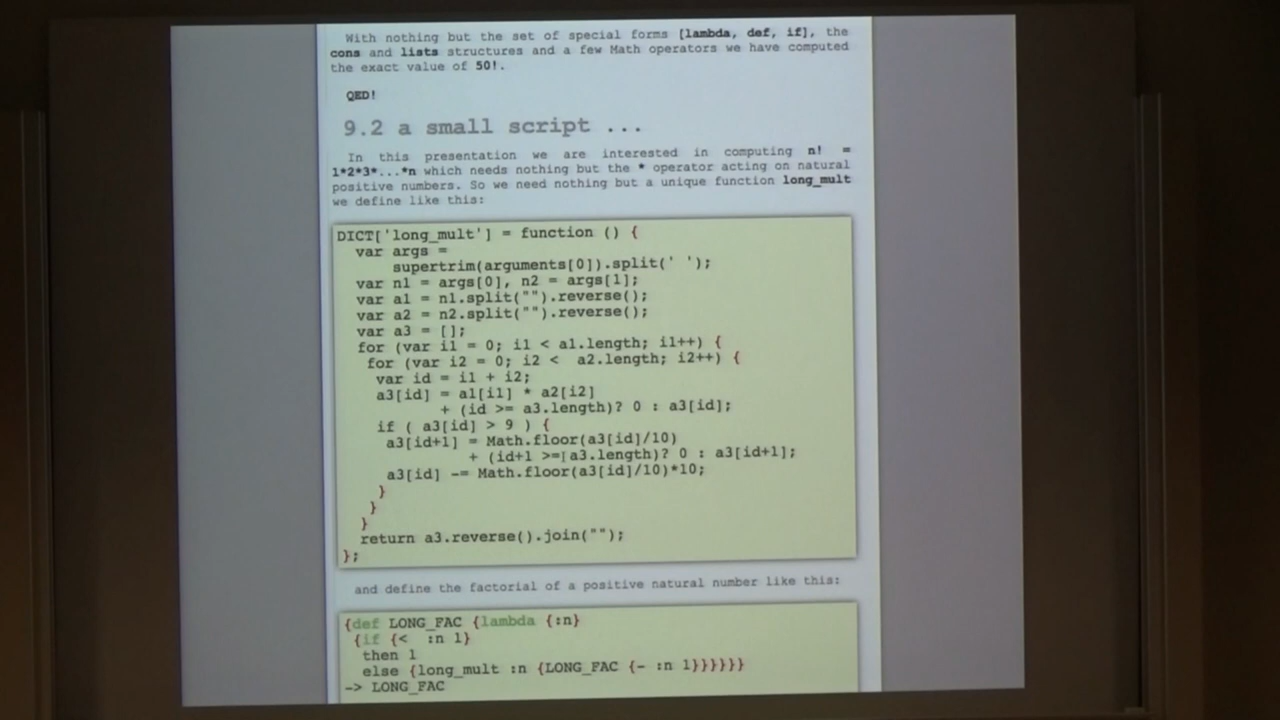 With nothing but the set of special forms [lambda, def, if], the
cons and lists structures and a few Math operators we have computed
the exact value of 50!.
QED!
9.2 a small script ...
In this presentation we are interested in computing n! =
1*2*3*...*n which needs nothing but the * operator acting on natural
positive numbers. So we need nothing but a unique function long_mult
we define like this:
DICT['long_mult'] = function () {
var args =
supertrim(arguments[0]).split(' ');
var n1 = args[0], n2 = args[1];
var a1 = n1.split("").reverse();
var a2 = n2.split("").reverse();
var a3 = [];
for (var i1 = 0; i1 < a1.length; i1++) {
for (var i2 = 0; i2 < a2.length; i2++) {
var id = i1 + i2;
a3[id] = a1[i1] * a2[i2]
+ (id >= a3.length)? 0 : a3[id];
if ( a3[id] > 9 ) {
a3[id+1] = Math.floor(a3[id]/10)
+ (id+1 >= a3.length)? 0 : a3[id+1];
a3[id] -= Math.floor(a3[id]/10)*10;
}
}
}
return a3.reverse().join("");
};
and define the factorial of a positive natural number like this:
{def LONG_FAC {lambda {:n}
{if {< :n 1}
then 1
else {long_mult :n {LONG_FAC {- :n 1}}}}}}
-> LONG_FAC